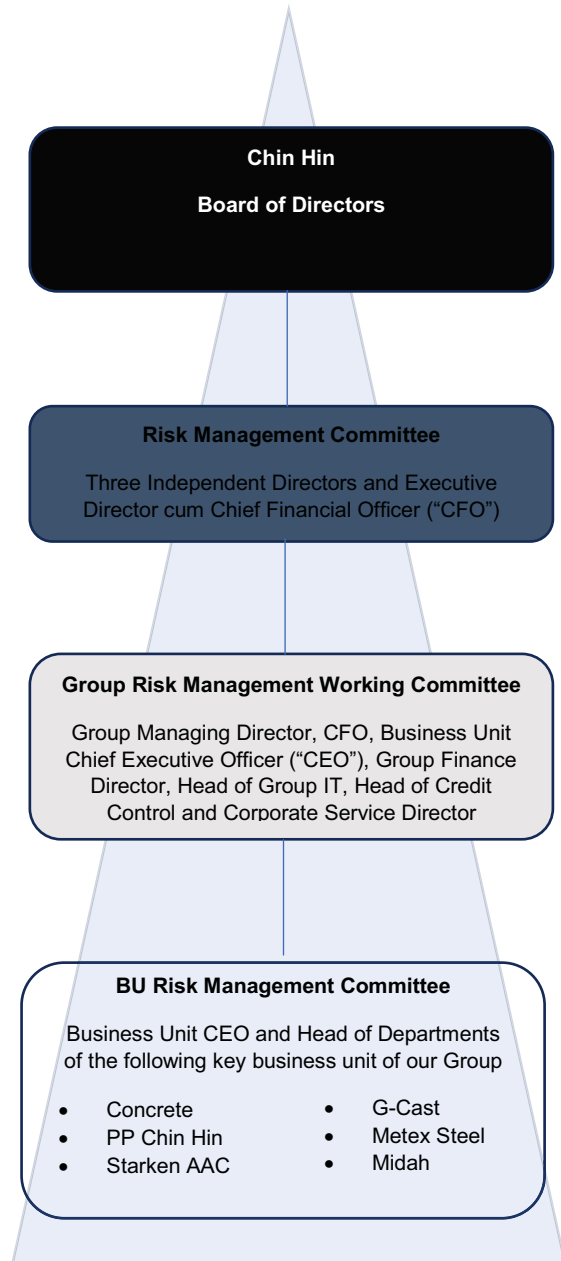 Chin Hin
Board of Directors
Risk Management Committee
Three Independent Directors and Executive
Director cum Chief Financial Officer (“CFO”)
Group Risk Management Working Committee
Group Managing Director, CFO, Business Unit
Chief Executive Officer (“CEO”), Group Finance
Director, Head of Group IT, Head of Credit
Control and Corporate Service Director
BU Risk Management Committee
Business Unit CEO and Head of Departments
of the following key business unit of our Group
• Concrete
• PP Chin Hin
• Starken AAC
• G-Cast
• Metex Steel
• Midah